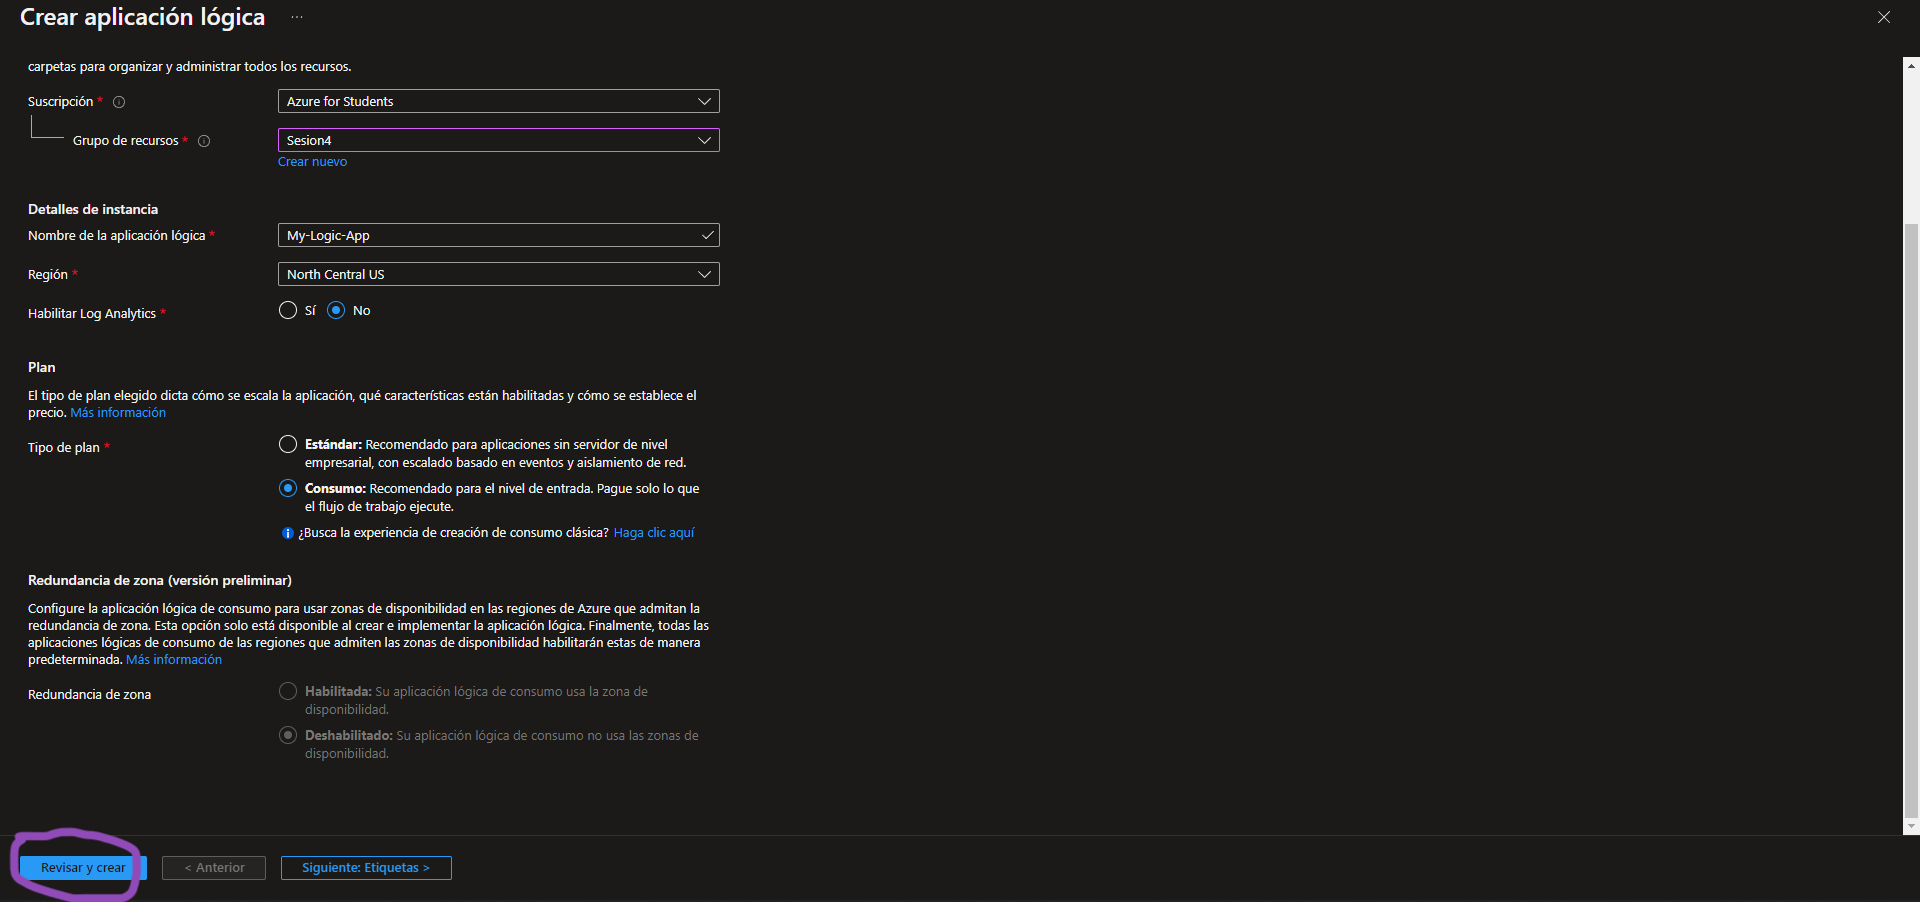 Crear aplicación lógica ...
carpetas para organizar y administrar todos los recursos.
Suscripción *
Azure for Students
Grupo de recursos *
Sesion4
Crear nuevo
Detalles de instancia
Nombre de la aplicación lógica *
My-Logic-App
Región *
North Central US
Habilitar Log Analytics *
Sí No
Plan
El tipo de plan elegido dicta cómo se escala la aplicación, qué características están habilitadas y cómo se establece el
precio. Más información
Tipo de plan *
Estándar: Recomendado para aplicaciones sin servidor de nivel
empresarial, con escalado basado en eventos y aislamiento de red.
Consumo: Recomendado para el nivel de entrada. Pague solo lo que
el flujo de trabajo ejecute.
¿Busca la experiencia de creación de consumo clásica? Haga clic aquí
Redundancia de zona (versión preliminar)
Configure la aplicación lógica de consumo para usar zonas de disponibilidad en las regiones de Azure que admitan la
redundancia de zona. Esta opción solo está disponible al crear e implementar la aplicación lógica. Finalmente, todas las
aplicaciones lógicas de consumo de las regiones que admiten las zonas de disponibilidad habilitarán estas de manera
predeterminada. Más información
Redundancia de zona
Habilitada: Su aplicación lógica de consumo usa la zona de
disponibilidad.
Deshabilitado: Su aplicación lógica de consumo no usa las zonas de
disponibilidad.
Revisar y crear
< Anterior
Siguiente: Etiquetas >